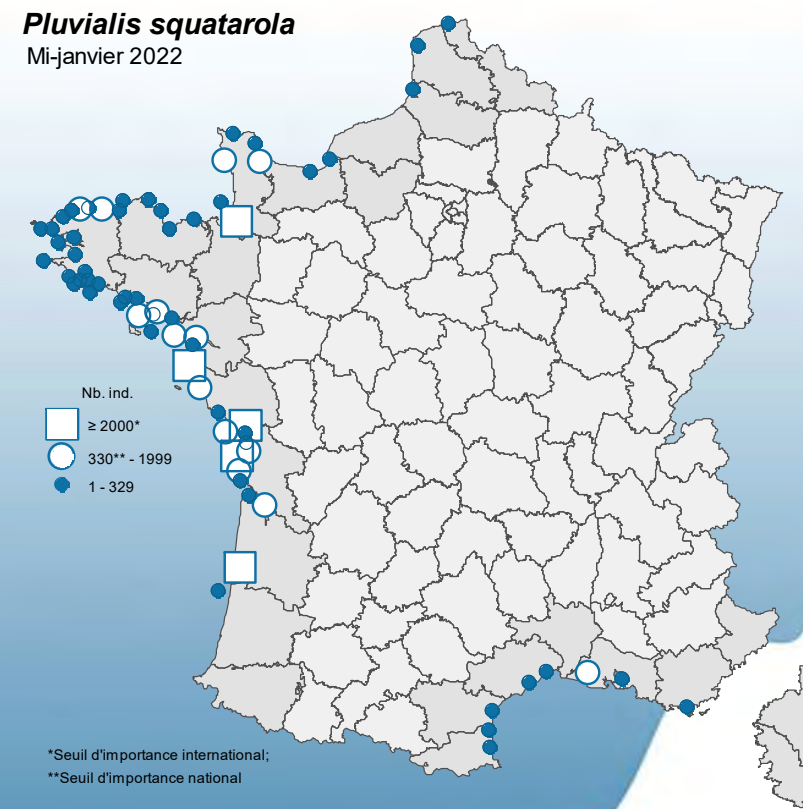 Pluvialis squatarola
Mi-janvier 2022
Nb. ind.
≥ 2000*
330** - 1999
1 - 329
*Seuil d'importance international;
**Seuil d'importance national